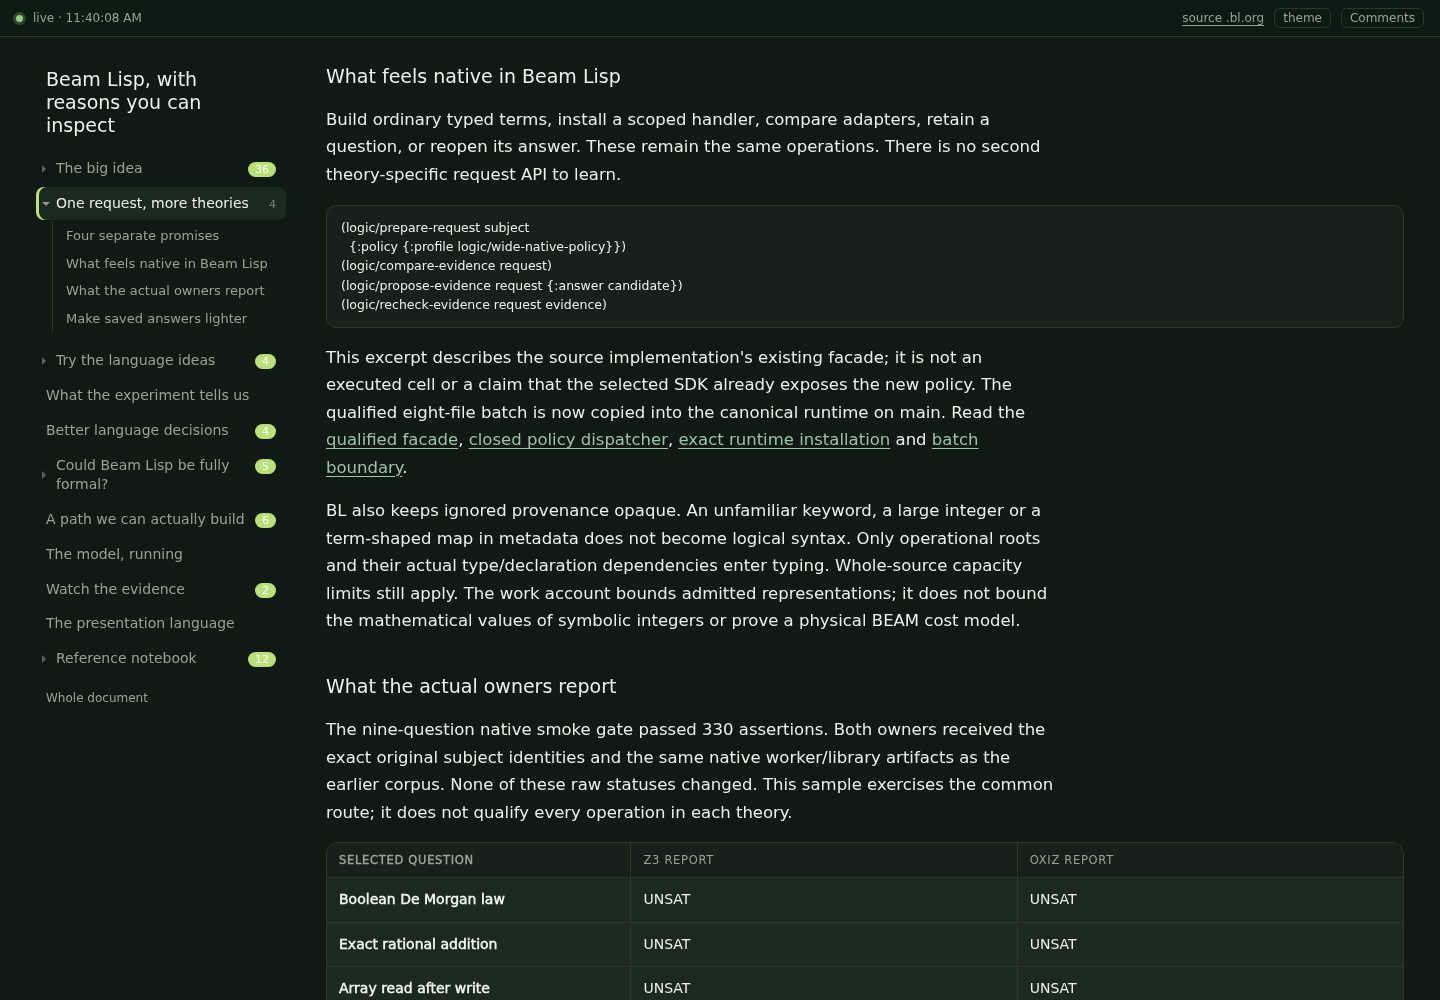 live · 11:40:08 AM
source .bl.org
theme
Comments
Beam Lisp, with
reasons you can
inspect
The big idea 36
One request, more theories 4
Four separate promises
What feels native in Beam Lisp
What the actual owners report
Make saved answers lighter
Try the language ideas 4
What the experiment tells us
Better language decisions 4
Could Beam Lisp be fully 5
formal?
A path we can actually build 6
The model, running
Watch the evidence 2
The presentation language
Reference notebook 12
Whole document
What feels native in Beam Lisp
Build ordinary typed terms, install a scoped handler, compare adapters, retain a
question, or reopen its answer. These remain the same operations. There is no second
theory-specific request API to learn.
(logic/prepare-request subject
{:policy {:profile logic/wide-native-policy}})
(logic/compare-evidence request)
(logic/propose-evidence request {:answer candidate})
(logic/recheck-evidence request evidence)
This excerpt describes the source implementation's existing facade; it is not an
executed cell or a claim that the selected SDK already exposes the new policy. The
qualified eight-file batch is now copied into the canonical runtime on main. Read the
qualified facade, closed policy dispatcher, exact runtime installation and batch
boundary.
BL also keeps ignored provenance opaque. An unfamiliar keyword, a large integer or a
term-shaped map in metadata does not become logical syntax. Only operational roots
and their actual type/declaration dependencies enter typing. Whole-source capacity
limits still apply. The work account bounds admitted representations; it does not bound
the mathematical values of symbolic integers or prove a physical BEAM cost model.
What the actual owners report
The nine-question native smoke gate passed 330 assertions. Both owners received the
exact original subject identities and the same native worker/library artifacts as the
earlier corpus. None of these raw statuses changed. This sample exercises the common
route; it does not qualify every operation in each theory.
SELECTED QUESTION Z3 REPORT OXIZ REPORT
Boolean De Morgan law UNSAT UNSAT
Exact rational addition UNSAT UNSAT
Array read after write UNSAT UNSAT